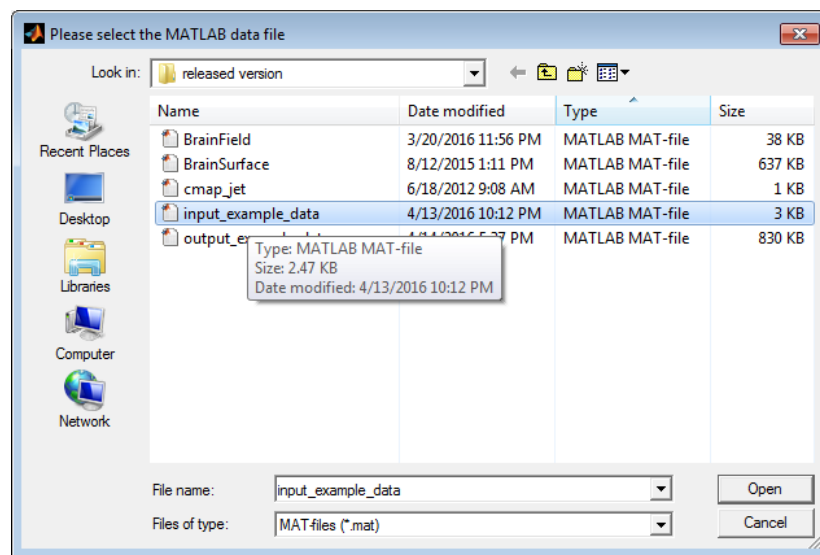 Please select the MATLAB data file
Look in: released version
Name Date modified Type Size
BrainField 3/20/2016 11:56 PM MATLAB MAT-file 38 KB
BrainSurface 8/12/2015 1:11 PM MATLAB MAT-file 637 KB
cmap_jet 6/18/2012 9:08 AM MATLAB MAT-file 1 KB
input_example_data 4/13/2016 10:12 PM MATLAB MAT-file 3 KB
PM MATLAB MAT-file 830 KB
Type: MATLAB MAT-file
Size: 2.47 KB
Date modified: 4/13/2016 10:12 PM
Recent Places
Desktop
Libraries
Computer
Network
File name: input_example_data Open
Files of type: MAT-files (*.mat) Cancel